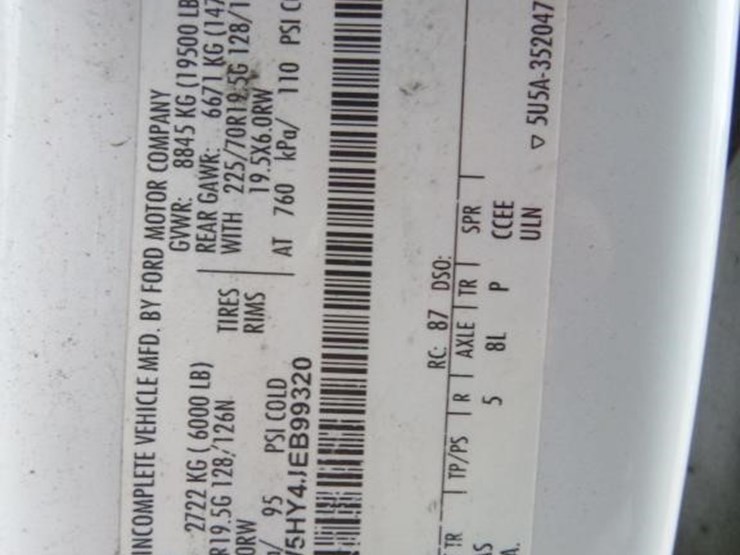 INCOMPLETE VEHICLE MFD. BY FORD MOTOR COMPANY
GVWR: 8845 KG (19500 LB
2722 KG ( 6000 LB) REAR GAWR: 6671 KG (147
R19.5G 128/126N TIRES WITH 225/70R19.5G 128/1
0RW RIMS 19.5X6.0RW
/ 95 PSI COLD AT 760 kPa/ 110 PSI C
5HY4JEB99320
RC: 87 DSO:
TR TP/PS R AXLE TR SPR
S 5 8L P CCEE
A. ULN
▽ 5U5A-352047